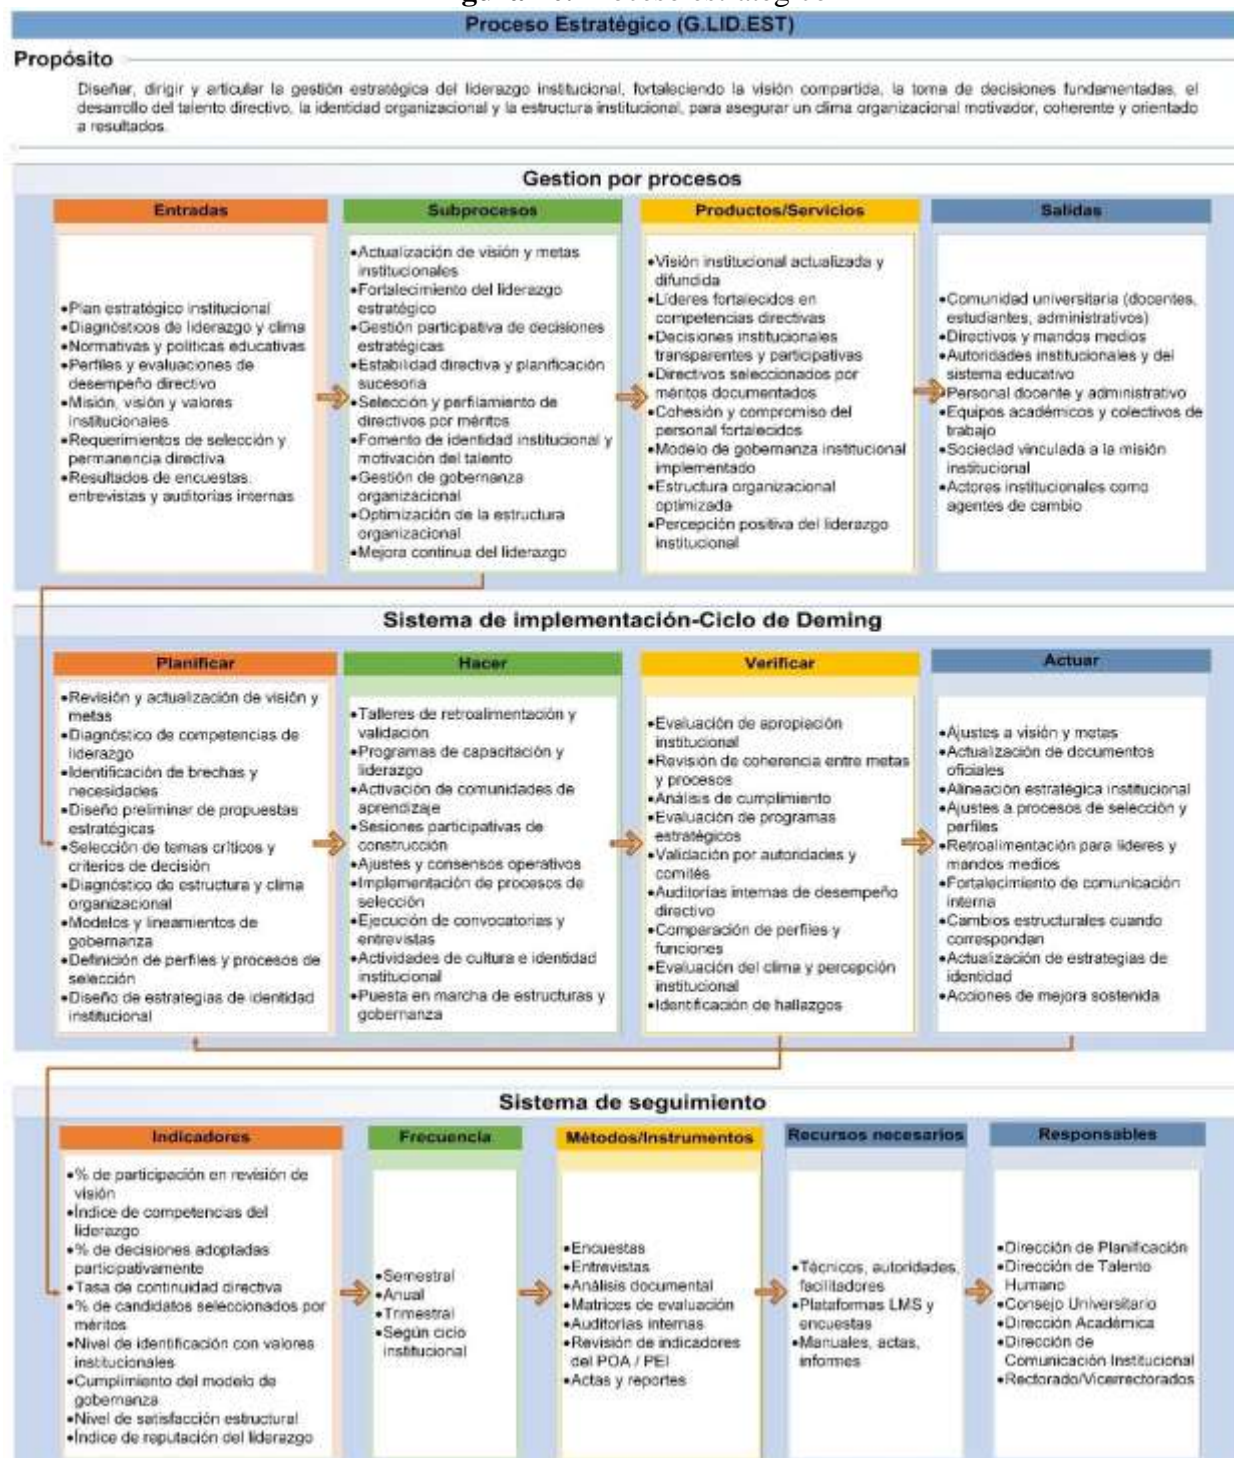 Proceso Estratégico (G.LID.EST)
Propósito
Diseñar, dirigir y articular la gestión estratégica del liderazgo institucional, fortaleciendo la visión compartida, la toma de decisiones fundamentadas, el
desarrollo del talento directivo, la identidad organizacional y la estructura institucional, para asegurar un clima organizacional motivador, coherente y orientado
a resultados.
Gestion por procesos
Entradas
•Plan estratégico institucional
•Diagnósticos de liderazgo y clima
•Normativas y políticas educativas
•Perfiles y evaluaciones de
desempeño directivo
•Misión, visión y valores
institucionales
•Requerimientos de selección y
permanencia directiva
•Resultados de encuestas,
entrevistas y auditorías internas
Subprocesos
•Actualización de visión y metas
institucionales
•Fortalecimiento del liderazgo
estratégico
•Gestión participativa de decisiones
estratégicas
•Estabilidad directiva y planificación
sucesoria
•Selección y perfilamiento de
directivos por méritos
•Fomento de identidad institucional y
motivación del talento
•Gestión de gobernanza
organizacional
•Optimización de la estructura
organizacional
•Mejora continua del liderazgo
Productos/Servicios
•Visión institucional actualizada y
difundida
•Líderes fortalecidos en
competencias directivas
•Decisiones institucionales
transparentes y participativas
•Directivos seleccionados por
méritos documentados
•Cohesión y compromiso del
personal fortalecidos
•Modelo de gobernanza institucional
implementado
•Estructura organizacional
optimizada
•Percepción positiva del liderazgo
institucional
Salidas
•Comunidad universitaria (docentes,
estudiantes, administrativos)
•Directivos y mandos medios
•Autoridades institucionales y del
sistema educativo
•Personal docente y administrativo
•Equipos académicos y colectivos de
trabajo
•Sociedad vinculada a la misión
institucional
•Actores institucionales como
agentes de cambio
Sistema de implementación-Ciclo de Deming
Planificar
•Revisión y actualización de visión y
metas
•Diagnóstico de competencias de
liderazgo
•Identificación de brechas y
necesidades
•Diseño preliminar de propuestas
estratégicas
•Selección de temas críticos y
criterios de decisión
•Diagnóstico de estructura y clima
organizacional
•Modelos y lineamientos de
gobernanza
•Definición de perfiles y procesos de
selección
•Diseño de estrategias de identidad
institucional
Hacer
•Talleres de retroalimentación y
validación
•Programas de capacitación y
liderazgo
•Activación de comunidades de
aprendizaje
•Sesiones participativas de
construcción
•Ajustes y consensos operativos
•Implementación de procesos de
selección
•Ejecución de convocatorias y
entrevistas
•Actividades de cultura e identidad
institucional
•Puesta en marcha de estructuras y
gobernanza
Verificar
•Evaluación de apropiación
institucional
•Revisión de coherencia entre metas
y procesos
•Análisis de cumplimiento
•Evaluación de programas
estratégicos
•Validación por autoridades y
comités
•Auditorías internas de desempeño
directivo
•Comparación de perfiles y
funciones
•Evaluación del clima y percepción
institucional
•Identificación de hallazgos
Actuar
•Ajustes a visión y metas
•Actualización de documentos
oficiales
•Alineación estratégica institucional
•Ajustes a procesos de selección y
perfiles
•Retroalimentación para líderes y
mandos medios
•Fortalecimiento de comunicación
interna
•Cambios estructurales cuando
correspondan
•Actualización de estrategias de
identidad
•Acciones de mejora sostenida
Sistema de seguimiento
Indicadores
•% de participación en revisión de
visión
•Índice de competencias del
liderazgo
•% de decisiones adoptadas
participativamente
•Tasa de continuidad directiva
•% de candidatos seleccionados por
méritos
•Nivel de identificación con valores
institucionales
•Cumplimiento del modelo de
gobernanza
•Nivel de satisfacción estructural
•Índice de reputación del liderazgo
Frecuencia
•Semestral
•Anual
•Trimestral
•Según ciclo
institucional
Métodos/Instrumentos
•Encuestas
•Entrevistas
•Análisis documental
•Matrices de evaluación
•Auditorías internas
•Revisión de indicadores
del POA / PEI
•Actas y reportes
Recursos necesarios
•Técnicos, autoridades,
facilitadores
•Plataformas LMS y
encuestas
•Manuales, actas,
informes
Responsables
•Dirección de Planificación
•Dirección de Talento
Humano
•Consejo Universitario
•Dirección Académica
•Dirección de
Comunicación Institucional
•Rectorado/Vicerrectorados